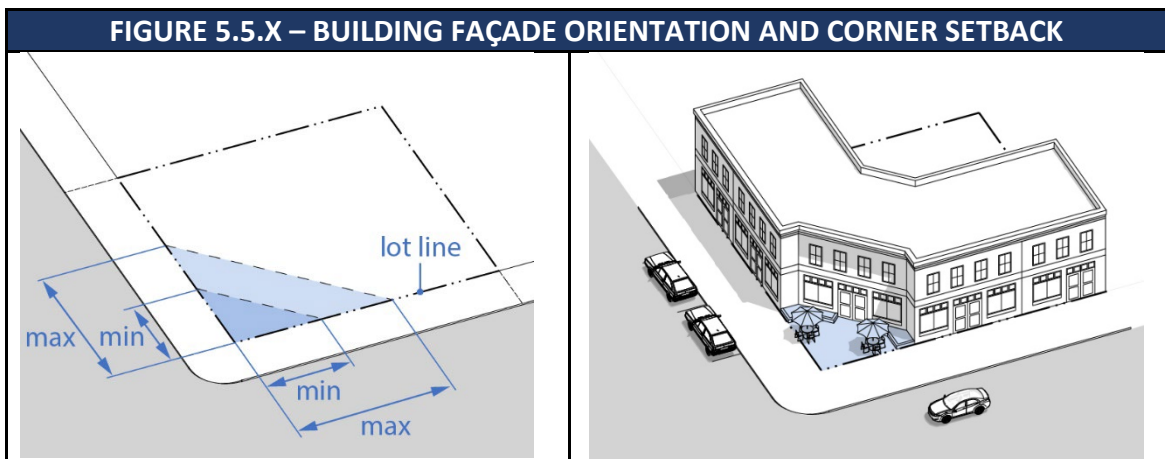 FIGURE 5.5.X – BUILDING FAÇADE ORIENTATION AND CORNER SETBACK
lot line
max
min
min
max